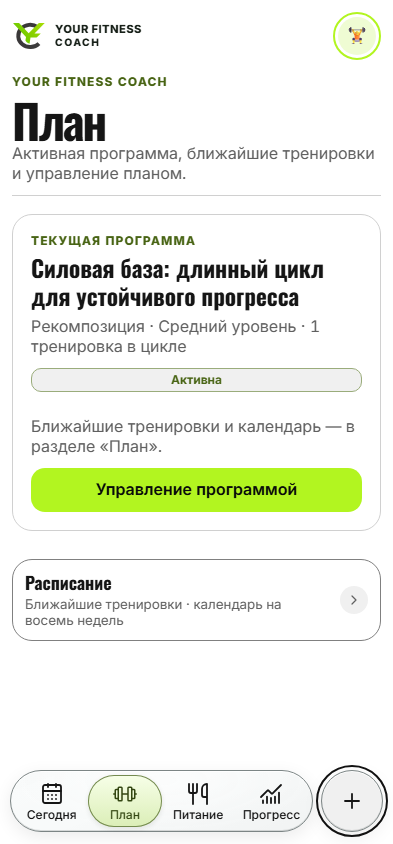 YOUR FITNESS
COACH
YOUR FITNESS COACH
План
Активная программа, ближайшие тренировки
и управление планом.
ТЕКУЩАЯ ПРОГРАММА
Силовая база: длинный цикл
для устойчивого прогресса
Рекомпозиция · Средний уровень · 1
тренировка в цикле
Активна
Ближайшие тренировки и календарь — в
разделе «План».
Управление программой
Расписание
Ближайшие тренировки · календарь на
восемь недель
Сегодня
План
Питание
Прогресс